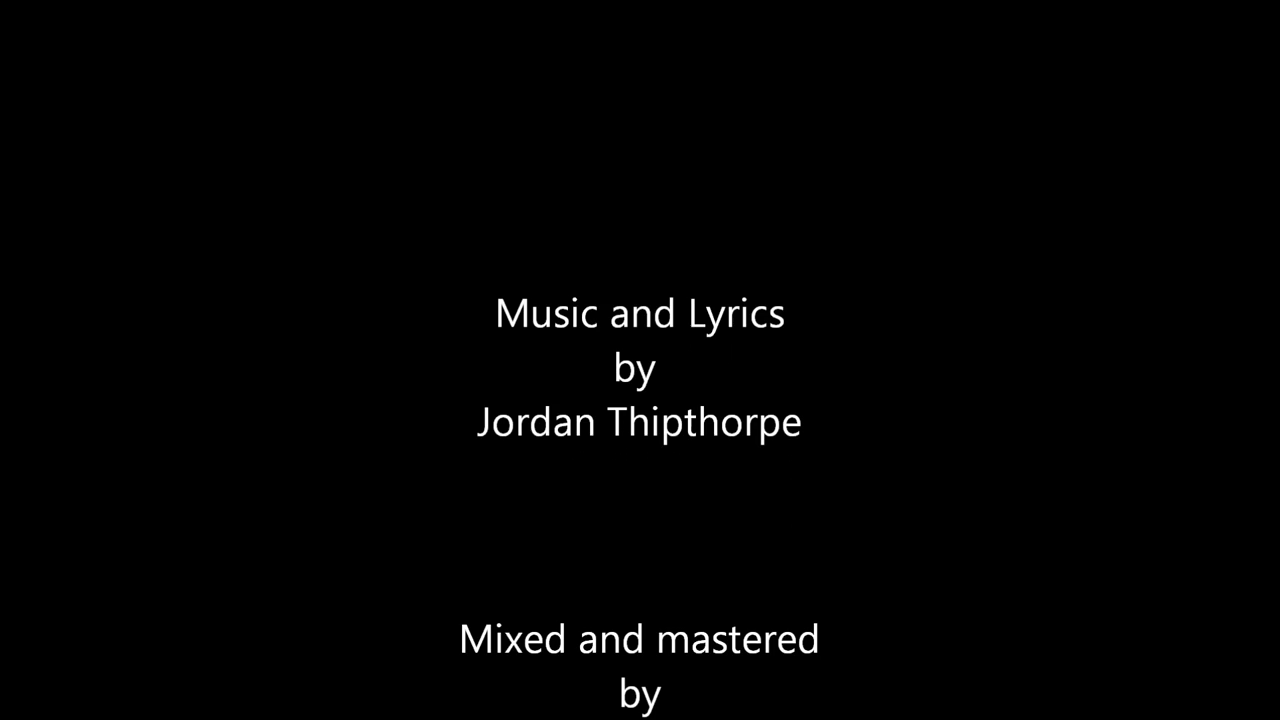 Music and Lyrics
by
Jordan Thipthorpe
Mixed and mastered
by